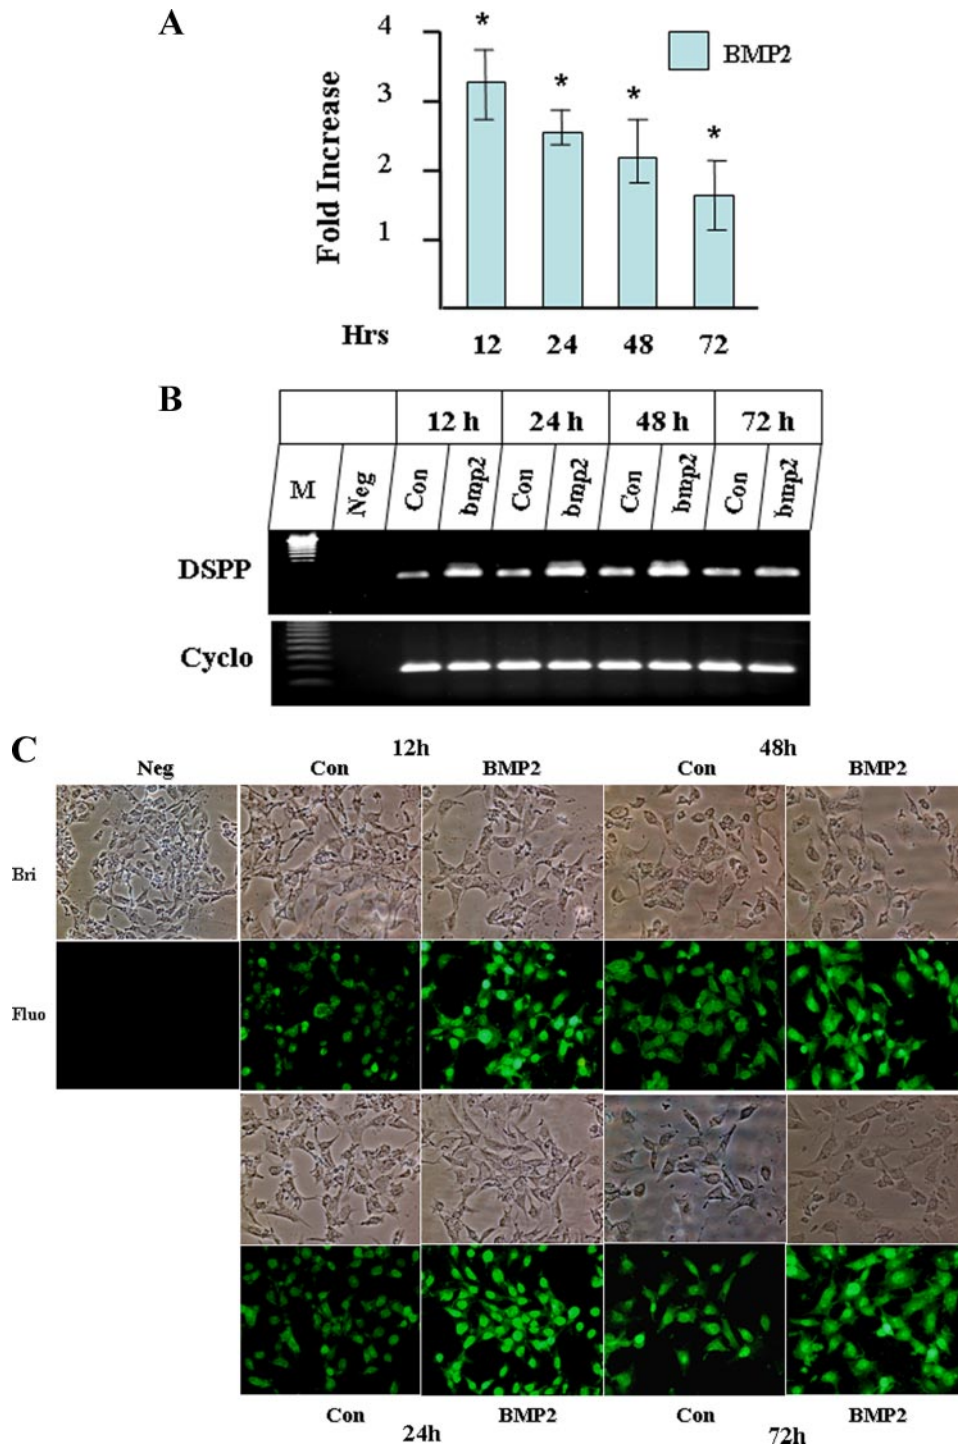 A
4
3
2
1
Fold Increase
* * * *
BMP2
Hrs 12 24 48 72
B
12 h 24 h 48 h 72 h
M Neg Con bmp2 Con bmp2 Con bmp2 Con bmp2
DSPP
Cyclo
C
12h 48h
Neg Con BMP2 Con BMP2
Bri
Fluo
Con BMP2 Con BMP2
24h 72h